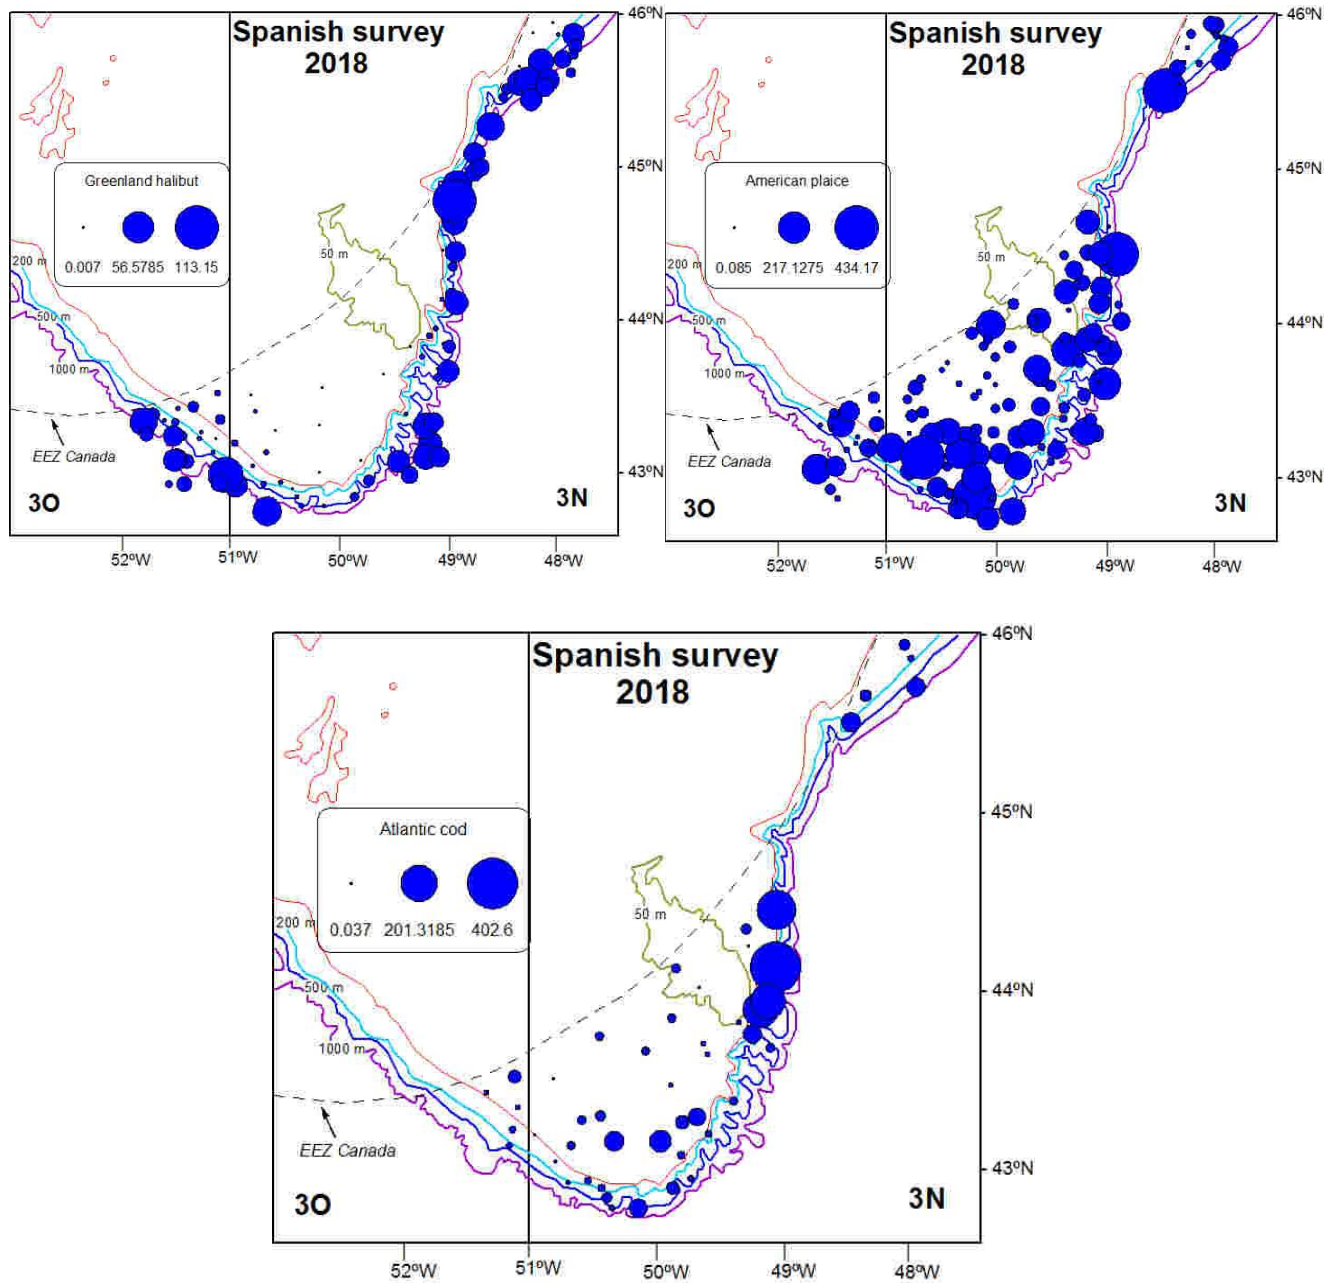 Spanish survey
2018
46ºN
Greenland halibut
0.007 56.5785 113.15
45ºN
50 m
200 m
500 m
44ºN
1000 m
EEZ Canada
43ºN
3O
3N
52ºW
51ºW
50ºW
49ºW
48ºW
Spanish survey
2018
46ºN
American plaice
0.085 217.1275 434.17
45ºN
50 m
200 m
500 m
44ºN
1000 m
EEZ Canada
43ºN
3O
3N
52ºW
51ºW
50ºW
49ºW
48ºW
Spanish survey
2018
46ºN
Atlantic cod
0.037 201.3185 402.6
45ºN
50 m
200 m
500 m
44ºN
1000 m
EEZ Canada
43ºN
3O
3N
52ºW
51ºW
50ºW
49ºW
48ºW